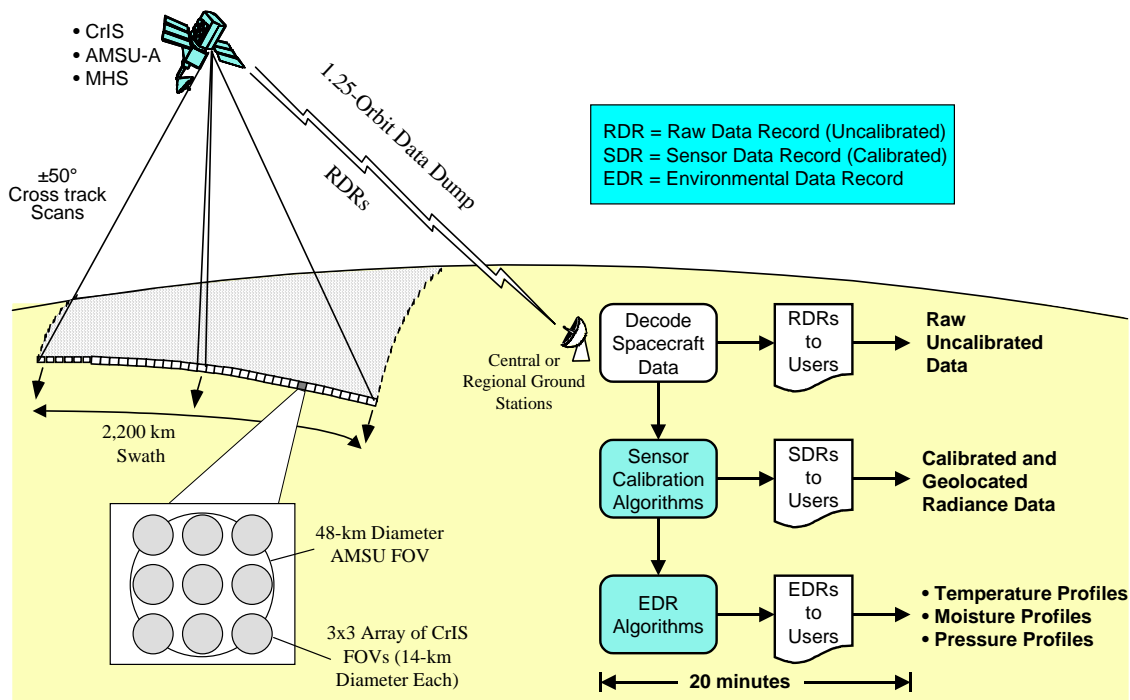 • CrIS
• AMSU-A
• MHS
1.25-Orbit Data Dump
RDRs
RDR = Raw Data Record (Uncalibrated)
SDR = Sensor Data Record (Calibrated)
EDR = Environmental Data Record
±50°
Cross track
Scans
Central or
Regional Ground
Stations
Decode
Spacecraft
Data
RDRs
to
Users
Raw
Uncalibrated
Data
2,200 km
Swath
Sensor
Calibration
Algorithms
SDRs
to
Users
Calibrated and
Geolocated
Radiance Data
48-km Diameter
AMSU FOV
3x3 Array of CrIS
FOVs (14-km
Diameter Each)
EDR
Algorithms
EDRs
to
Users
• Temperature Profiles
• Moisture Profiles
• Pressure Profiles
20 minutes